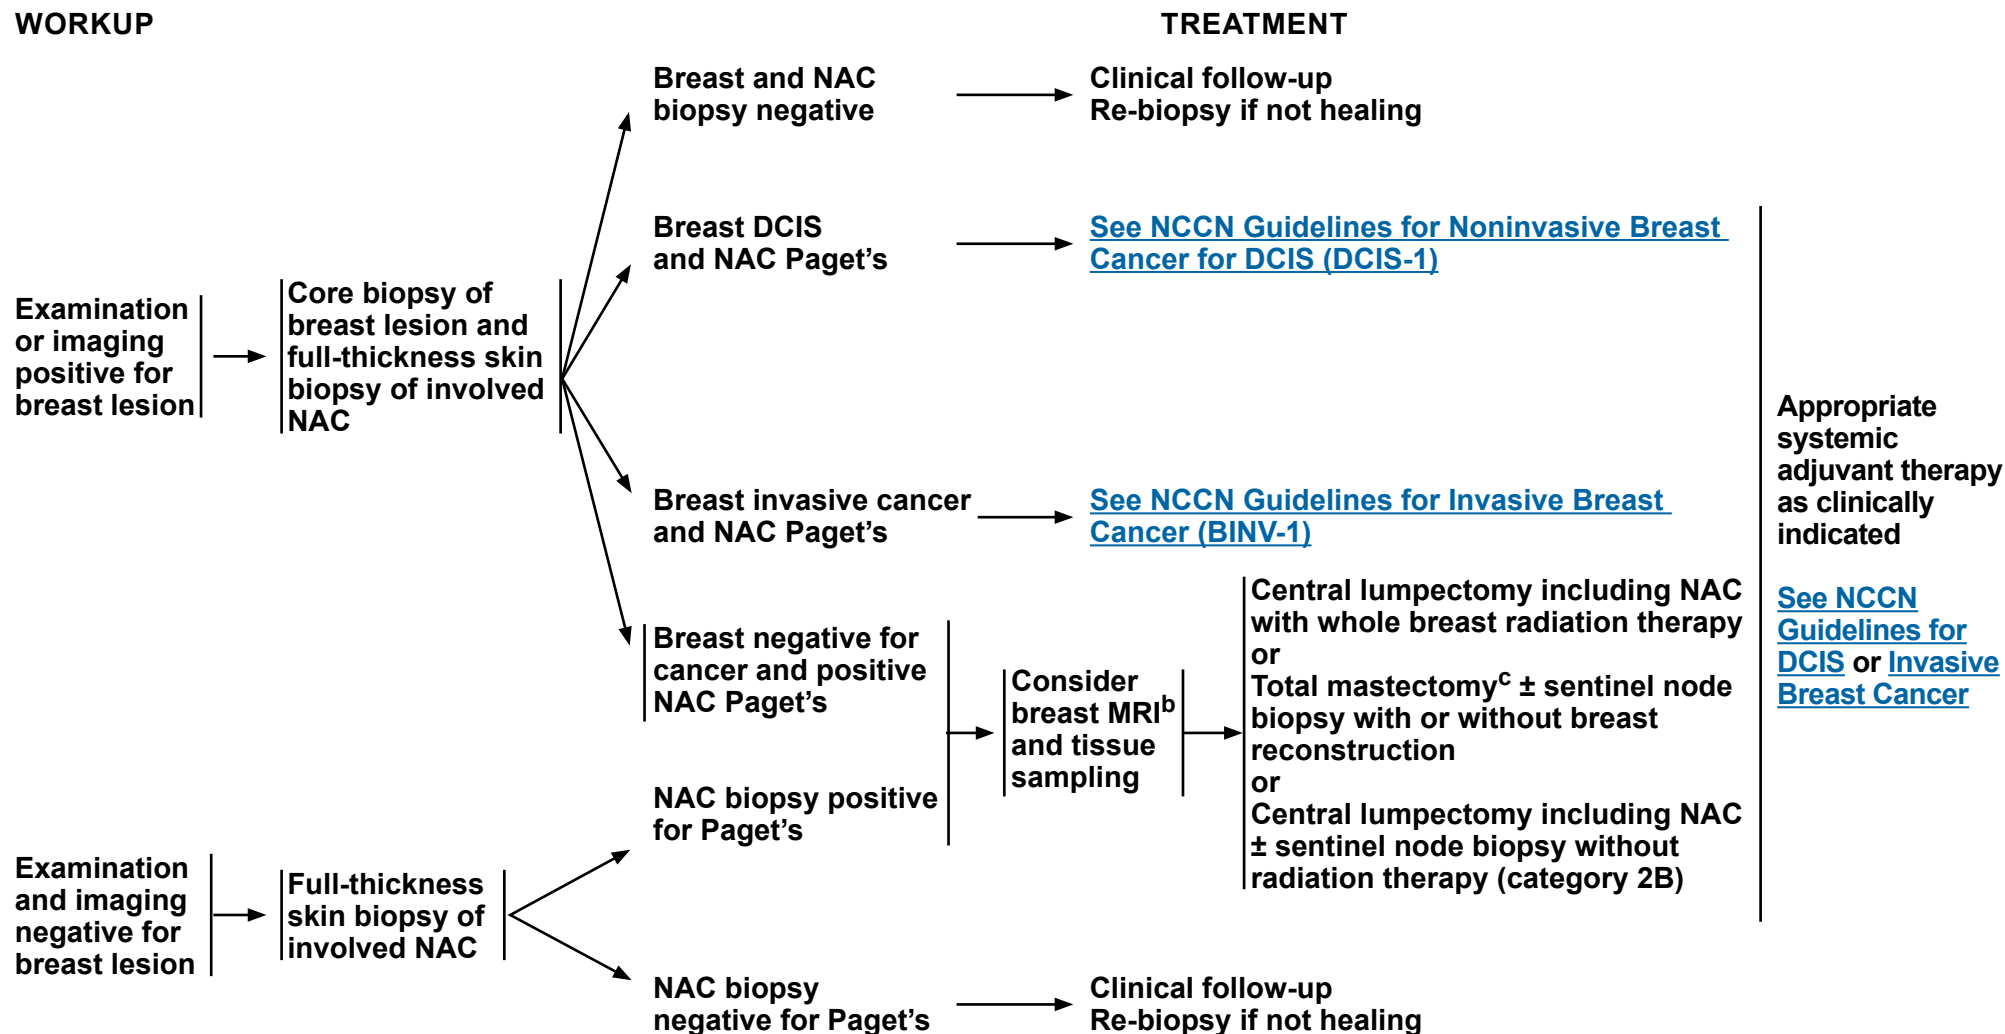 WORKUP
TREATMENT
Examination
or imaging
positive for
breast lesion
Core biopsy of
breast lesion and
full-thickness skin
biopsy of involved
NAC
Breast and NAC
biopsy negative
Clinical follow-up
Re-biopsy if not healing
Breast DCIS
and NAC Paget’s
See NCCN Guidelines for Noninvasive Breast
Cancer for DCIS (DCIS-1)
Breast invasive cancer
and NAC Paget’s
See NCCN Guidelines for Invasive Breast
Cancer (BINV-1)
Breast negative for
cancer and positive
NAC Paget’s
Examination
and imaging
negative for
breast lesion
Full-thickness
skin biopsy of
involved NAC
NAC biopsy positive
for Paget’s
Consider
breast MRIb
and tissue
sampling
Central lumpectomy including NAC
with whole breast radiation therapy
or
Total mastectomyc ± sentinel node
biopsy with or without breast
reconstruction
or
Central lumpectomy including NAC
± sentinel node biopsy without
radiation therapy (category 2B)
NAC biopsy
negative for Paget’s
Clinical follow-up
Re-biopsy if not healing
Appropriate
systemic
adjuvant therapy
as clinically
indicated
See NCCN
Guidelines for
DCIS or Invasive
Breast Cancer